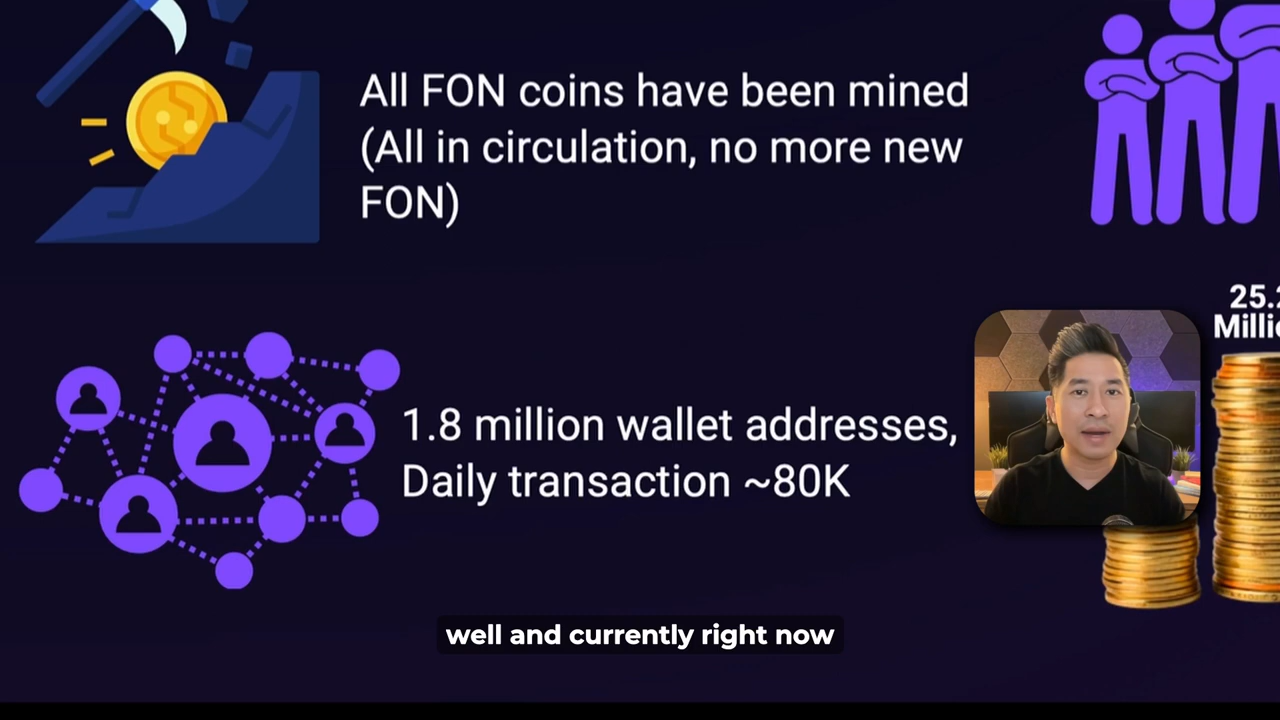 All FON coins have been mined
(All in circulation, no more new
FON)
1.8 million wallet addresses,
Daily transaction ~80K
well and currently right now